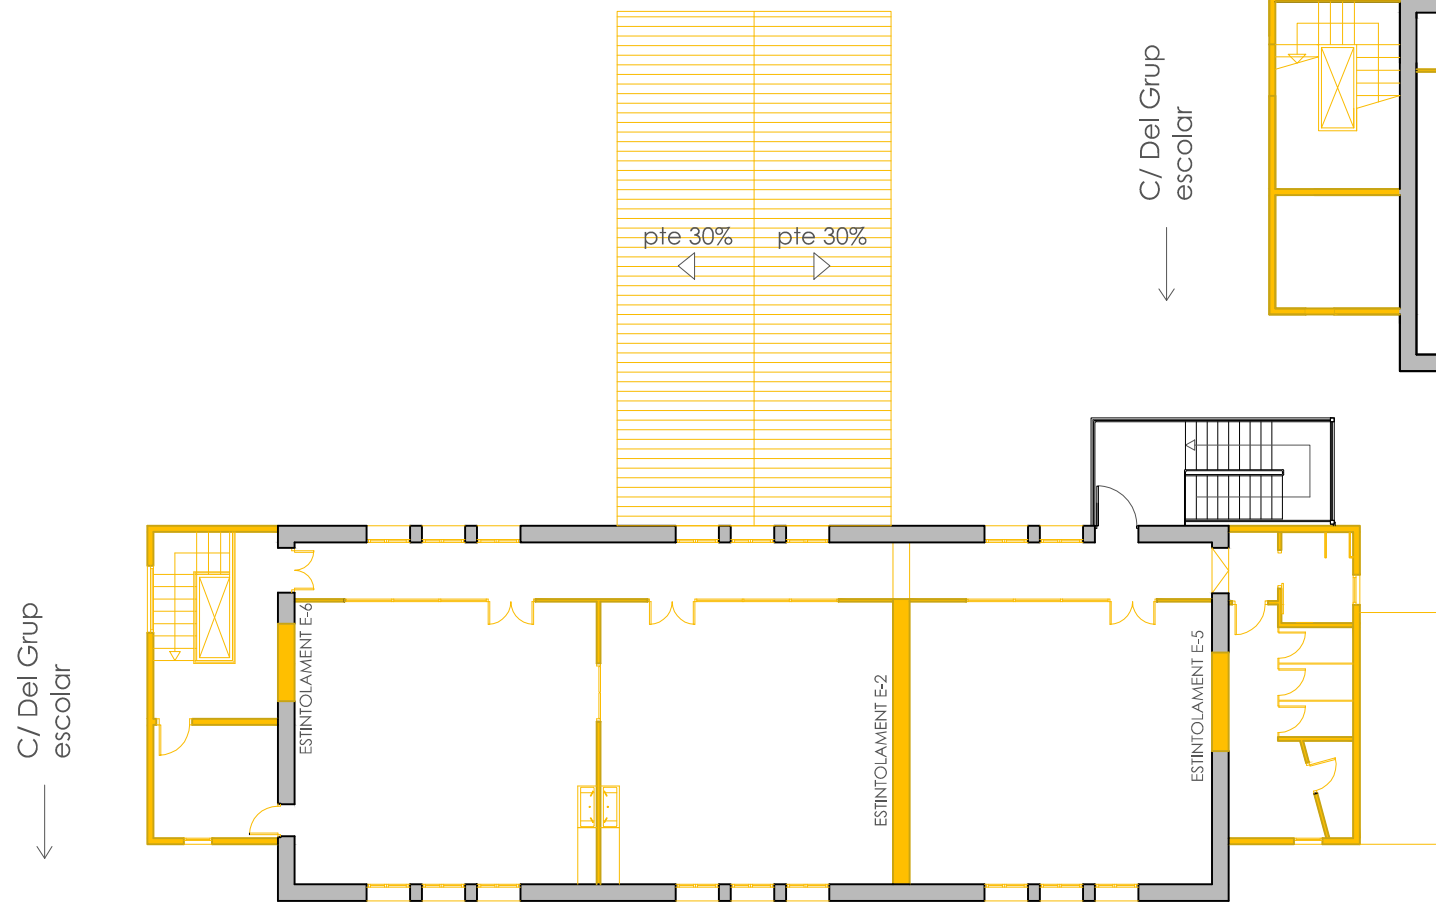 C/ Del Grup
escolar
pte 30%
pte 30%
C/ Del Grup
escolar
ESTINTOLAMENT E-6
ESTINTOLAMENT E-2
ESTINTOLAMENT E-5